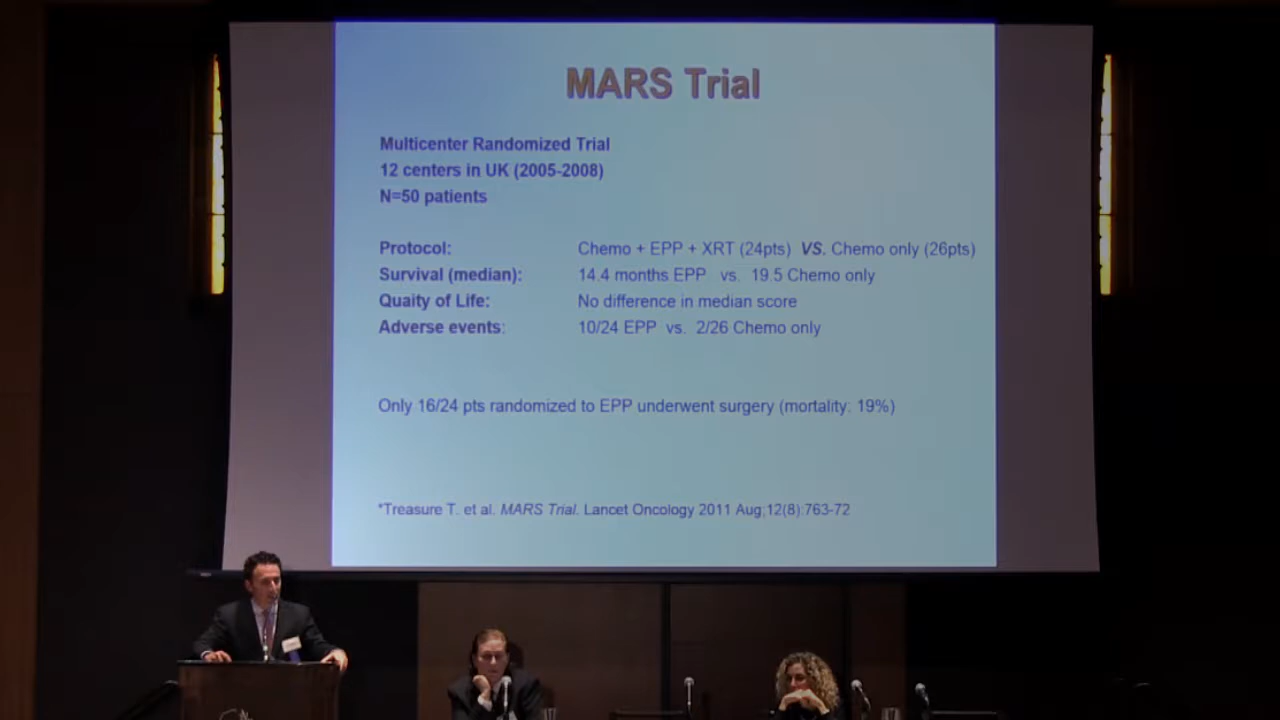 MARS Trial
Multicenter Randomized Trial
12 centers in UK (2005-2008)
N=50 patients
Protocol: Chemo + EPP + XRT (24pts) VS. Chemo only (26pts)
Survival (median): 14.4 months EPP vs. 19.5 Chemo only
Quaity of Life: No difference in median score
Adverse events: 10/24 EPP vs. 2/26 Chemo only
Only 16/24 pts randomized to EPP underwent surgery (mortality: 19%)
*Treasure T. et al. MARS Trial. Lancet Oncology 2011 Aug;12(8):763-72